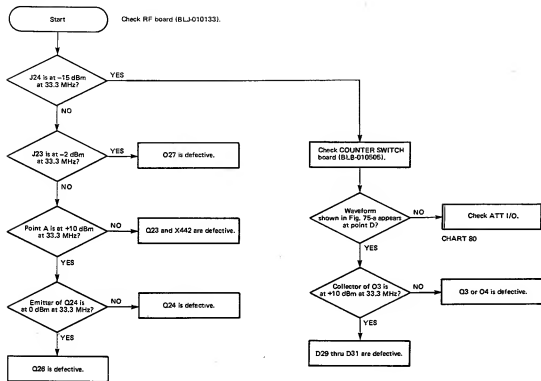 Start
Check RF board (BLJ-010133).
J24 is at −15 dBm
at 33.3 MHz?
YES
NO
J23 is at −2 dBm
at 33.3 MHz?
YES
O27 is defective.
NO
Point A is at +10 dBm
at 33.3 MHz?
NO
Q23 and X442 are defective.
YES
Emitter of Q24 is
at 0 dBm at 33.3 MHz?
NO
Q24 is defective.
YES
Q26 is defective.
Check COUNTER SWITCH
board (BLB-010505).
Waveform
shown in Fig. 75-a appears
at point D?
NO
Check ATT I/O.
CHART 80
YES
Collector of O3 is
at +10 dBm at 33.3 MHz?
NO
Q3 or O4 is defective.
YES
D29 thru D31 are defective.